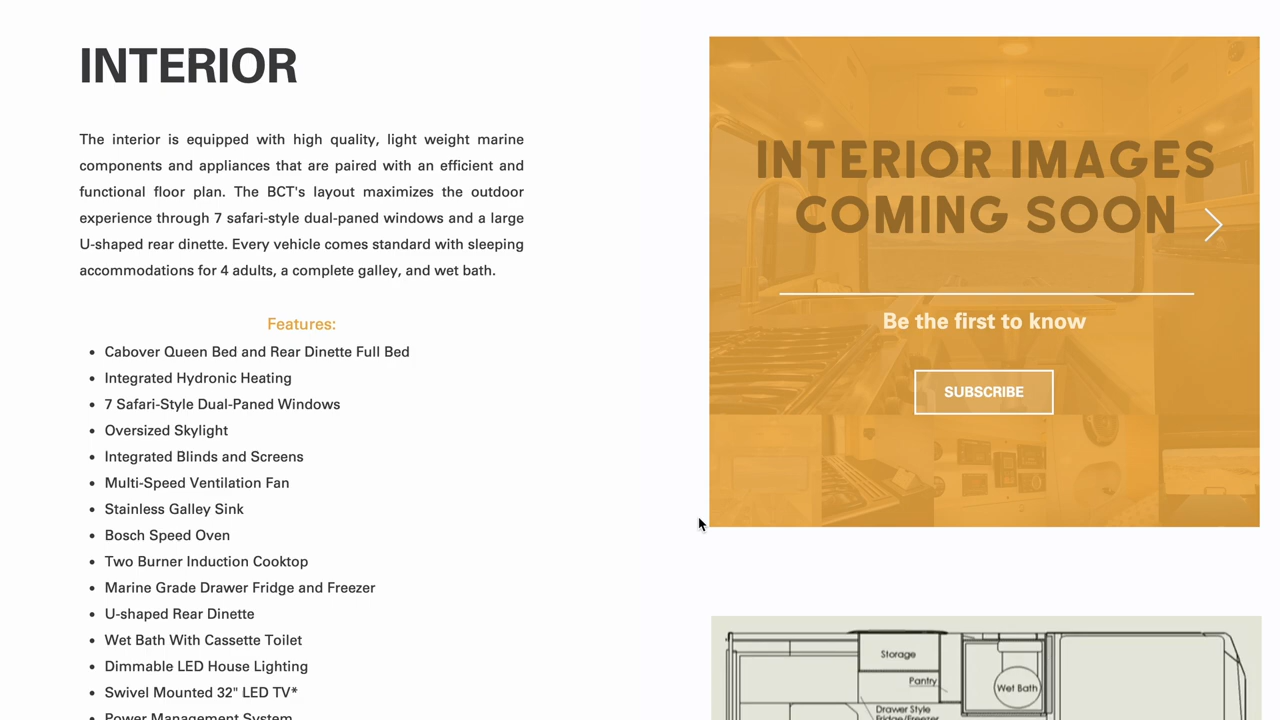 INTERIOR
The interior is equipped with high quality, light weight marine
components and appliances that are paired with an efficient and
functional floor plan. The BCT's layout maximizes the outdoor
experience through 7 safari-style dual-paned windows and a large
U-shaped rear dinette. Every vehicle comes standard with sleeping
accommodations for 4 adults, a complete galley, and wet bath.
Features:
• Cabover Queen Bed and Rear Dinette Full Bed
• Integrated Hydronic Heating
• 7 Safari-Style Dual-Paned Windows
• Oversized Skylight
• Integrated Blinds and Screens
• Multi-Speed Ventilation Fan
• Stainless Galley Sink
• Bosch Speed Oven
• Two Burner Induction Cooktop
• Marine Grade Drawer Fridge and Freezer
• U-shaped Rear Dinette
• Wet Bath With Cassette Toilet
• Dimmable LED House Lighting
• Swivel Mounted 32" LED TV*
• Power Management System
INTERIOR IMAGES
COMING SOON
Be the first to know
SUBSCRIBE
Storage
Pantry
Wet Bath
Drawer Style
Fridge/Freezer